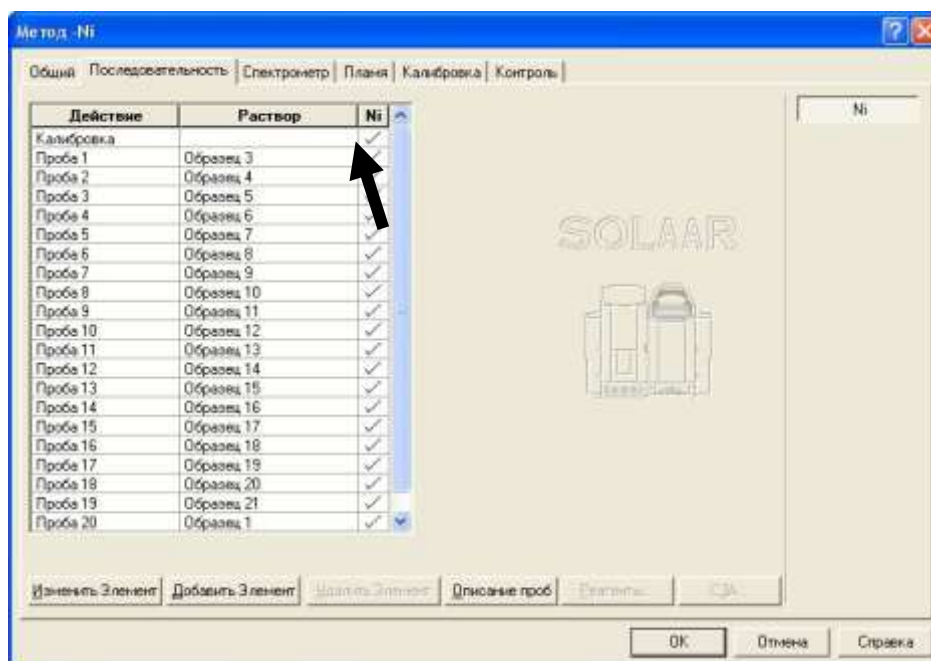 Метод -Ni
Общий Последовательность Спектрометр Пламя Калибровка Контроль
Действие Раствор Ni
Калибровка
Проба 1 Образец 3
Проба 2 Образец 4
Проба 3 Образец 5
Проба 4 Образец 6
Проба 5 Образец 7
Проба 6 Образец 8
Проба 7 Образец 9
Проба 8 Образец 10
Проба 9 Образец 11
Проба 10 Образец 12
Проба 11 Образец 13
Проба 12 Образец 14
Проба 13 Образец 15
Проба 14 Образец 16
Проба 15 Образец 17
Проба 16 Образец 18
Проба 17 Образец 19
Проба 18 Образец 20
Проба 19 Образец 21
Проба 20 Образец 1
Ni
SOLAAR
Изменить Элемент Добавить Элемент Удалить Элемент Описание проб
OK Отмена Справка